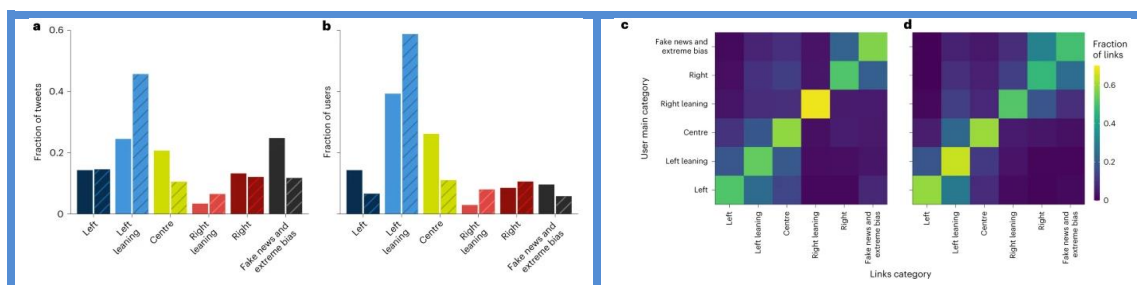 a
Fraction of tweets
0.6
0.4
0.2
0
Left
Left
leaning
Centre
Right
leaning
Right
Fake news and
extreme bias
b
Fraction of users
Left
Left
leaning
Centre
Right
leaning
Right
Fake news and
extreme bias
c
User main category
Fake news and
extreme bias
Right
Right leaning
Centre
Left leaning
Left
Left
Left leaning
Centre
Right leaning
Right
Fake news and
extreme bias
d
Left
Left leaning
Centre
Right leaning
Right
Fake news and
extreme bias
Links category
Fraction
of links
0.6
0.4
0.2
0